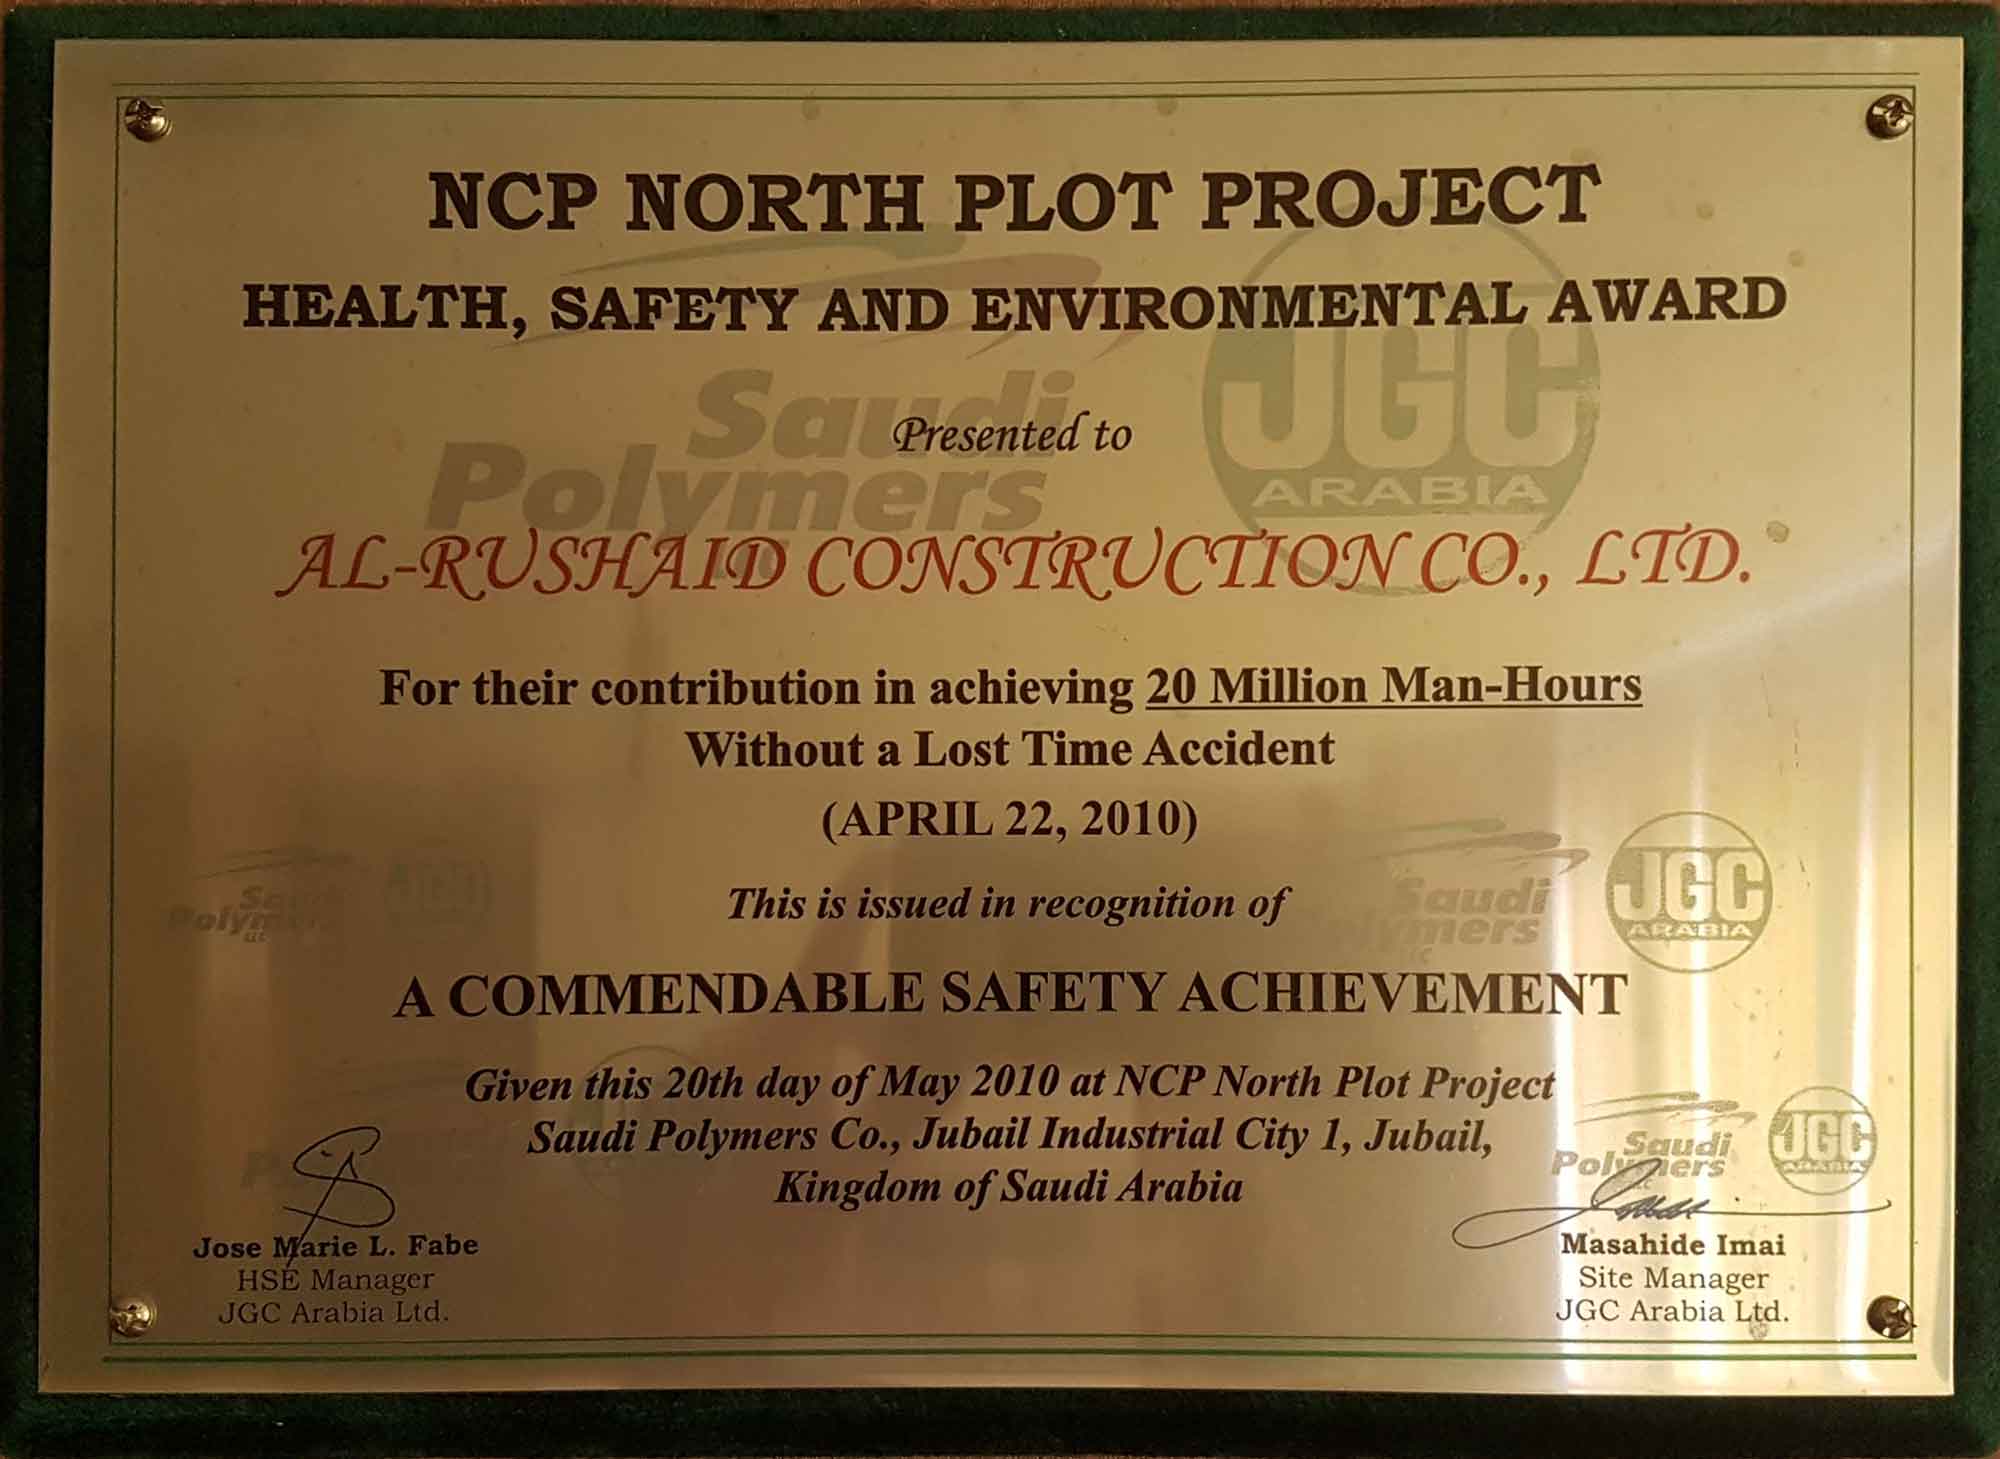 NCP NORTH PLOT PROJECT
HEALTH, SAFETY AND ENVIRONMENTAL AWARD
Saudi
Polymers
JGC
ARABIA
Presented to
AL-RUSHAID CONSTRUCTION CO., LTD.
For their contribution in achieving 20 Million Man-Hours
Without a Lost Time Accident
(APRIL 22, 2010)
Saudi
Polymers
LLC
JGC
Saudi
Polymers
JGC
ARABIA
This is issued in recognition of
A COMMENDABLE SAFETY ACHIEVEMENT
Given this 20th day of May 2010 at NCP North Plot Project
Saudi Polymers Co., Jubail Industrial City 1, Jubail,
Kingdom of Saudi Arabia
Saudi
Polymers
JGC
ARABIA
Jose Marie L. Fabe
HSE Manager
JGC Arabia Ltd.
Masahide Imai
Site Manager
JGC Arabia Ltd.